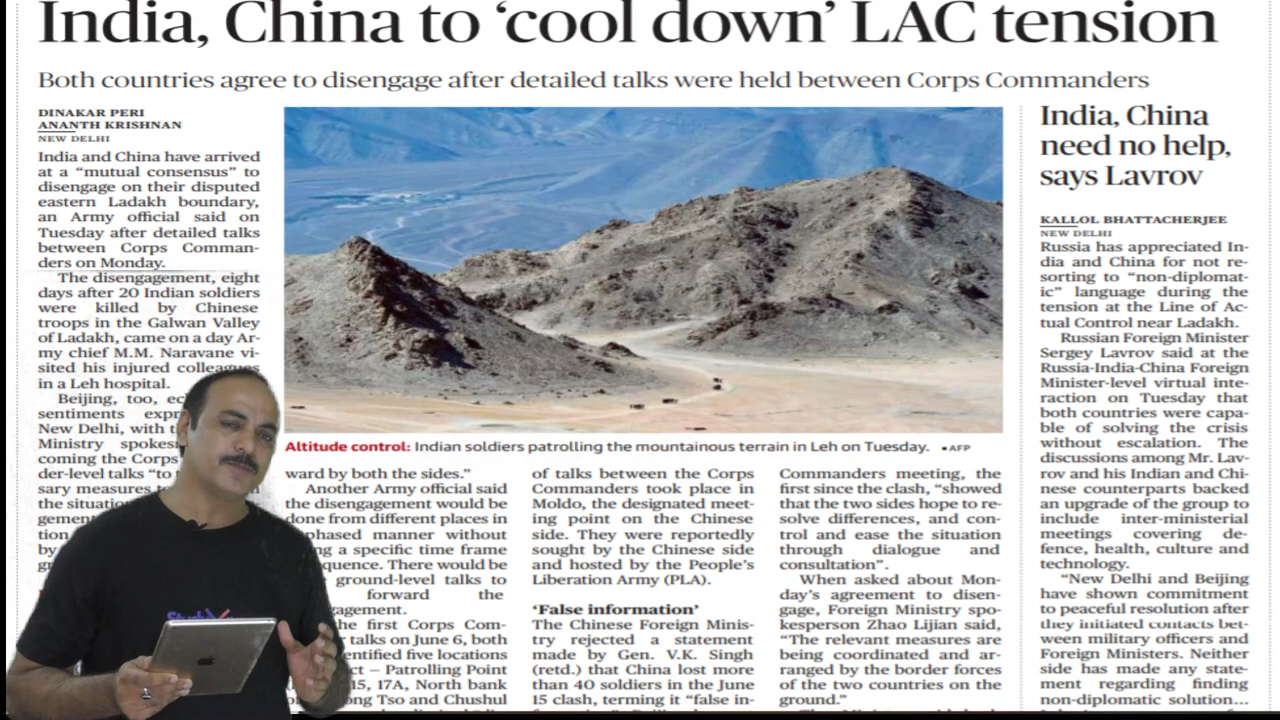 India, China to ‘cool down’ LAC tension
Both countries agree to disengage after detailed talks were held between Corps Commanders
DINAKAR PERI
ANANTH KRISHNAN
NEW DELHI
India and China have arrived
at a “mutual consensus” to
disengage on their disputed
eastern Ladakh boundary,
an Army official said on
Tuesday after detailed talks
between Corps Comman-
ders on Monday.
The disengagement, eight
days after 20 Indian soldiers
were killed by Chinese
troops in the Galwan Valley
of Ladakh, came on a day Ar-
my chief M.M. Naravane vi-
sited his injured colleagues
in a Leh hospital.
Beijing, too,
sentiments
New Delhi, with
Ministry
coming the Corps
der-level talks “to
sary measures
the situation
Altitude control: Indian soldiers patrolling the mountainous terrain in Leh on Tuesday. ▪AFP
ward by both the sides.”
Another Army official said
the disengagement would be
done from different places in
phased manner without
a specific time frame
There would be
ground-level talks to
forward the
the first Corps Com-
talks on June 6, both
identified five locations
– Patrolling Point
15, 17A, North bank
Tso and Chushul
of talks between the Corps
Commanders took place in
Moldo, the designated meet-
ing point on the Chinese
side. They were reportedly
sought by the Chinese side
and hosted by the People’s
Liberation Army (PLA).
‘False information’
The Chinese Foreign Minis-
try rejected a statement
made by Gen. V.K. Singh
(retd.) that China lost more
than 40 soldiers in the June
15 clash, terming it “false in-
Commanders meeting, the
first since the clash, “showed
that the two sides hope to re-
solve differences, and con-
trol and ease the situation
through dialogue and
consultation”.
When asked about Mon-
day’s agreement to disen-
gage, Foreign Ministry spo-
kesperson Zhao Lijian said,
“The relevant measures are
being coordinated and ar-
ranged by the border forces
of the two countries on the
ground.”
India, China
need no help,
says Lavrov
KALLOL BHATTACHERJEE
NEW DELHI
Russia has appreciated In-
dia and China for not re-
sorting to “non-diplomat-
ic” language during the
tension at the Line of Ac-
tual Control near Ladakh.
Russian Foreign Minister
Sergey Lavrov said at the
Russia-India-China Foreign
Minister-level virtual inte-
raction on Tuesday that
both countries were capa-
ble of solving the crisis
without escalation. The
discussions among Mr. Lav-
rov and his Indian and Chi-
nese counterparts backed
an upgrade of the group to
include inter-ministerial
meetings covering de-
fence, health, culture and
technology.
“New Delhi and Beijing
have shown commitment
to peaceful resolution after
they initiated contacts bet-
ween military officers and
Foreign Ministers. Neither
side has made any state-
ment regarding finding
non-diplomatic solution...